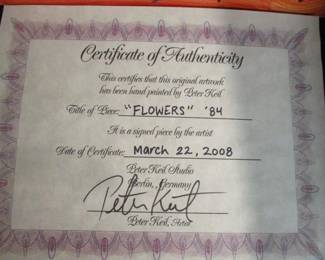 Certificate of Authenticity
This certifies that this original artwork
has been hand painted by Peter Keil.
Title of Piece: "FLOWERS" '84
It is a signed piece by the artist
Date of Certificate: March 22, 2008
Peter Keil Studio
Berlin, Germany
Peter Keil
Peter Keil, Artist